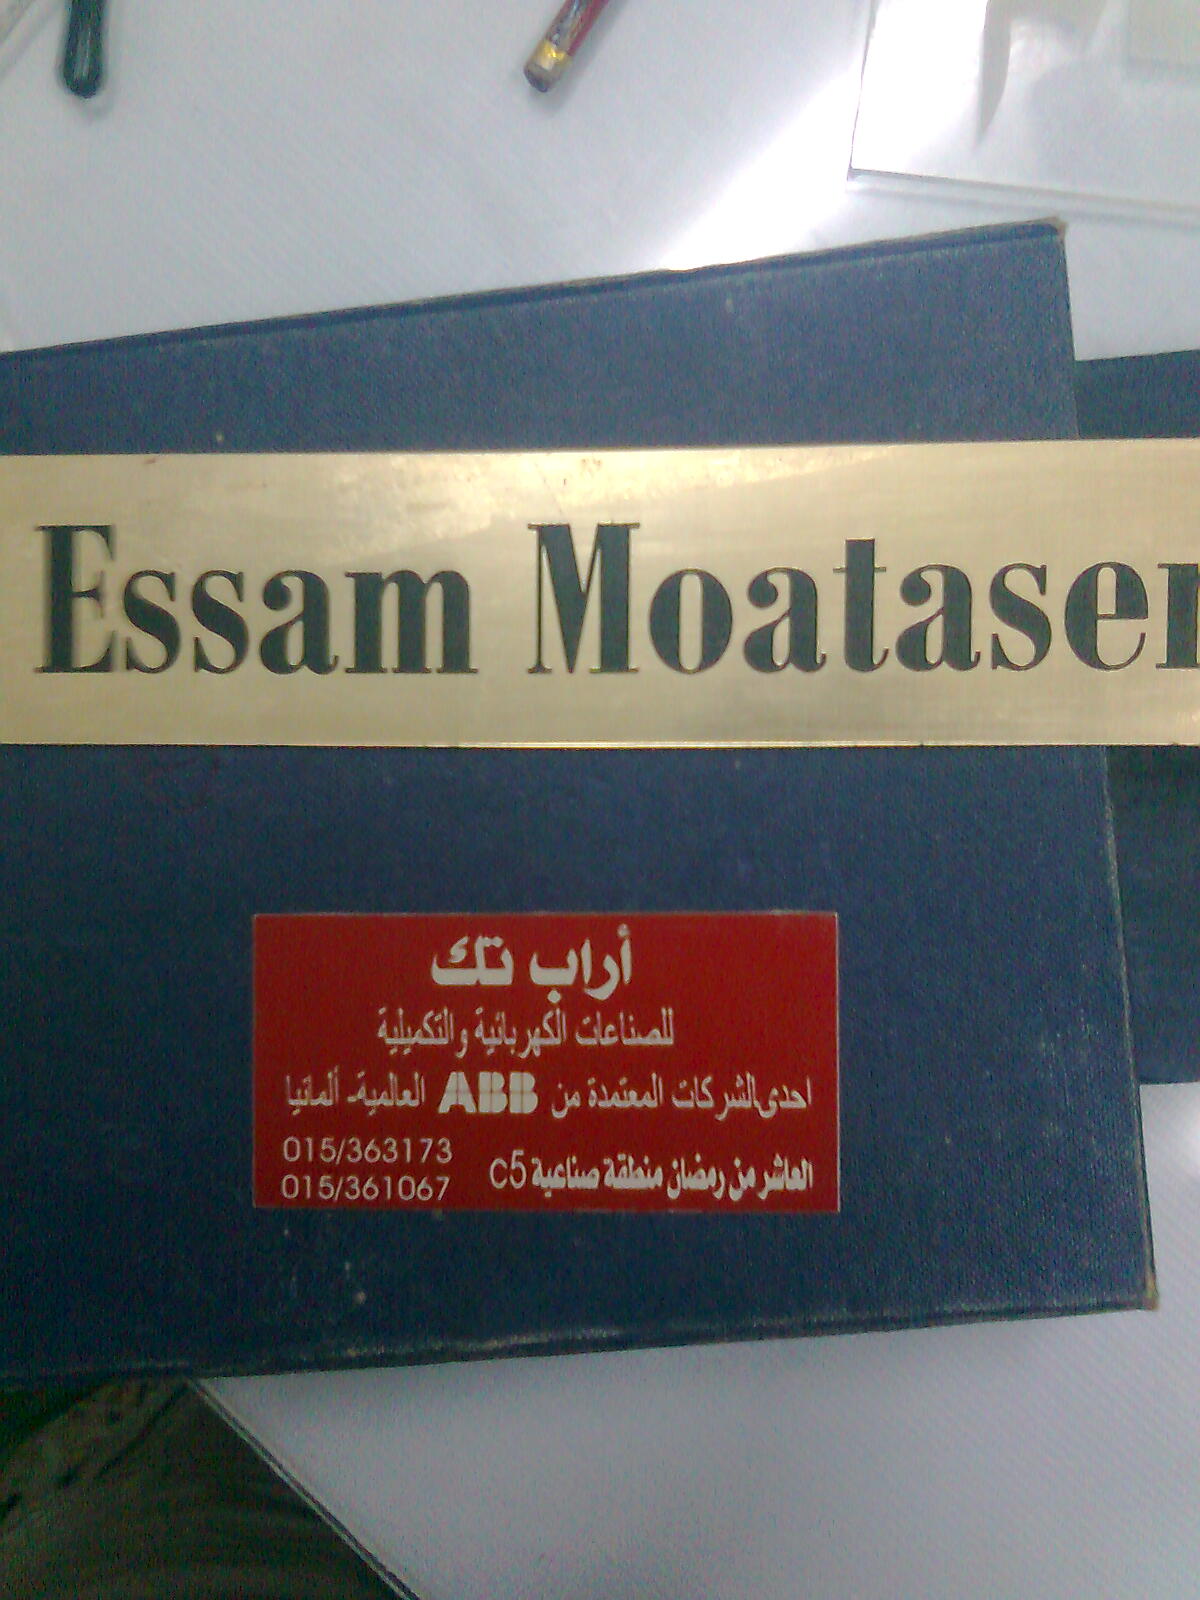 Essam Moatase
أراب تك
للصناعات الكهربائية والتكميلية
احدى الشركات المعتمدة من ABB العالمية - ألمانيا
015/363173
العاشر من رمضان منطقة صناعية c5
015/361067